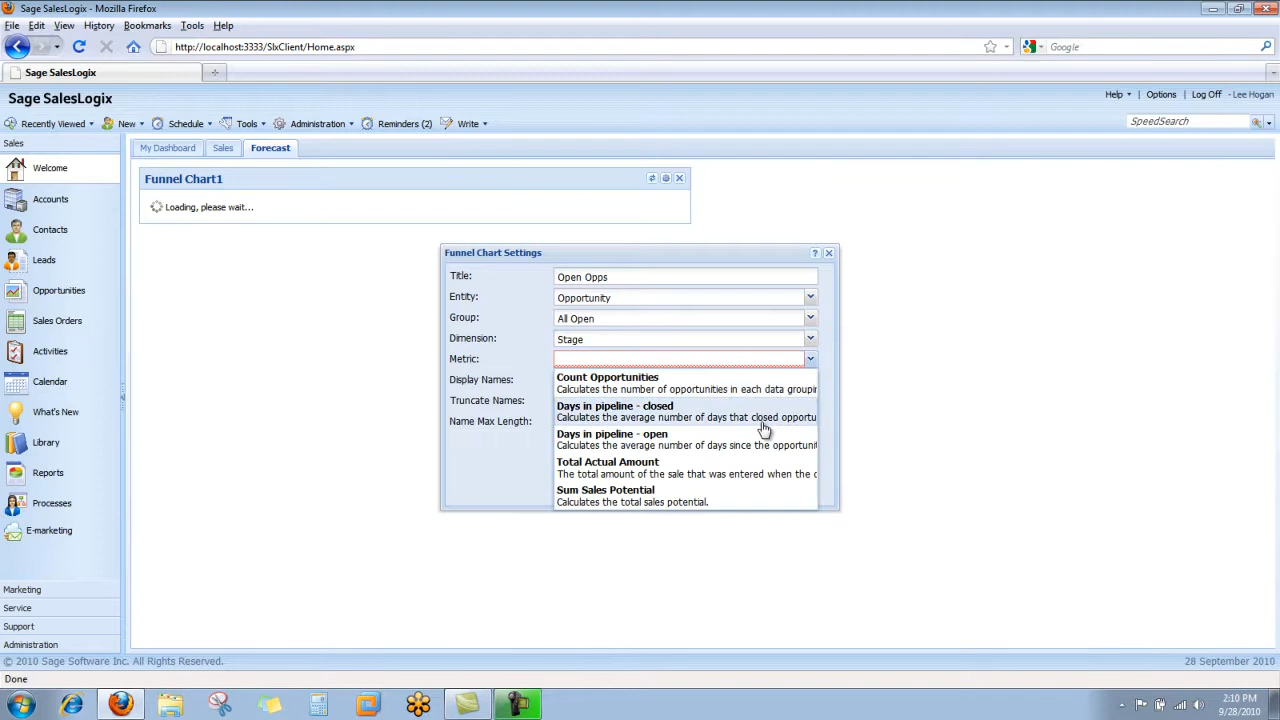 Sage SalesLogix - Mozilla Firefox
File Edit View History Bookmarks Tools Help
http://localhost:3333/SlxClient/Home.aspx
Google
Sage SalesLogix
Sage SalesLogix
Help Options Log Off - Lee Hogan
Recently Viewed New Schedule Tools Administration Reminders (2) Write
SpeedSearch
Sales
My Dashboard Sales Forecast
Welcome
Accounts
Contacts
Leads
Opportunities
Sales Orders
Activities
Calendar
What's New
Library
Reports
Processes
E-marketing
Marketing
Service
Support
Administration
Funnel Chart1
Loading, please wait...
Funnel Chart Settings
Title: Open Opps
Entity: Opportunity
Group: All Open
Dimension: Stage
Metric:
Display Names:
Truncate Names:
Name Max Length:
Count Opportunities
Calculates the number of opportunities in each data groupin
Days in pipeline - closed
Calculates the average number of days that closed opportu
Days in pipeline - open
Calculates the average number of days since the opportunit
Total Actual Amount
The total amount of the sale that was entered when the o
Sum Sales Potential
Calculates the total sales potential.
© 2010 Sage Software Inc. All Rights Reserved.
28 September 2010
Done
2:10 PM
9/28/2010